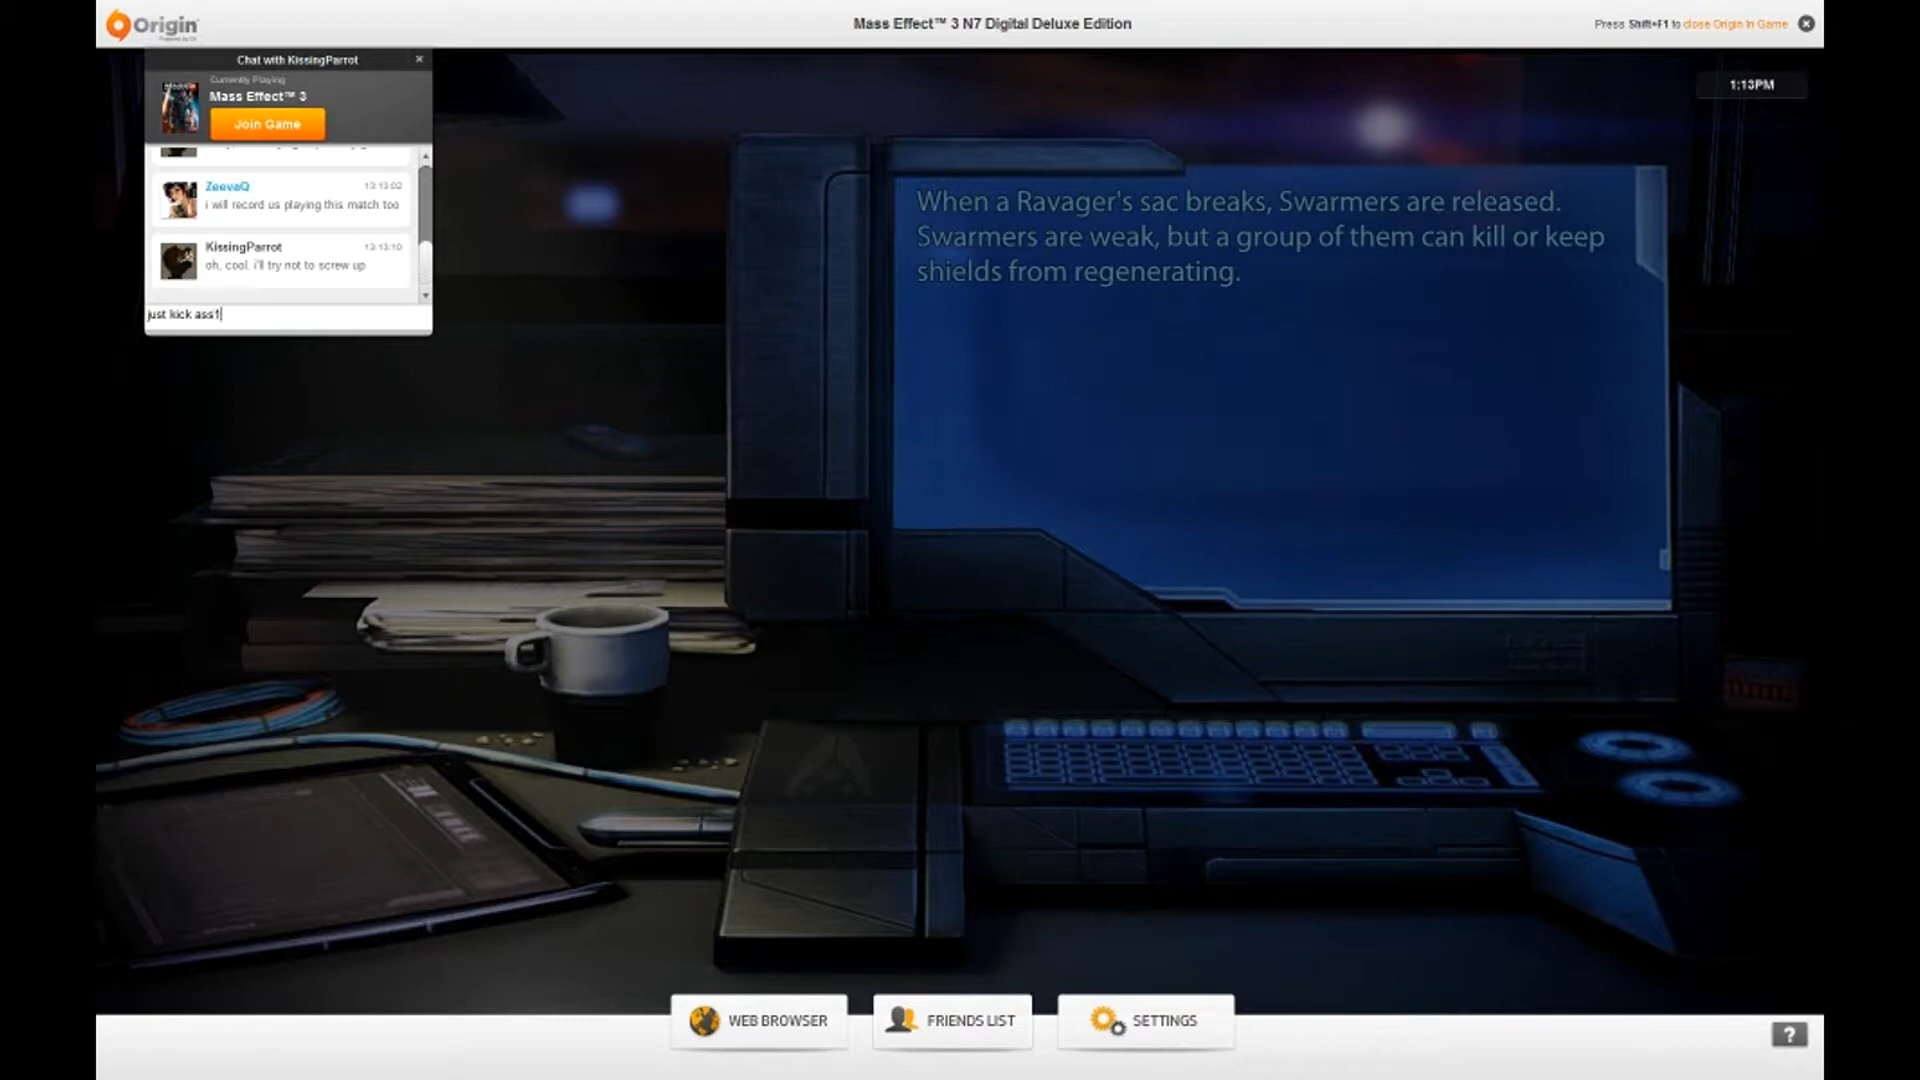 Origin
Mass Effect™ 3 N7 Digital Deluxe Edition
Press Shift+F1 to close Origin In Game
Chat with KissingParrot
Currently Playing
Mass Effect™ 3
Join Game
1:13PM
ZeevaQ 13:13:02
i will record us playing this match too
KissingParrot 13:13:10
oh, cool. i'll try not to screw up
just kick ass1
When a Ravager's sac breaks, Swarmers are released.
Swarmers are weak, but a group of them can kill or keep
shields from regenerating.
WEB BROWSER
FRIENDS LIST
SETTINGS
?